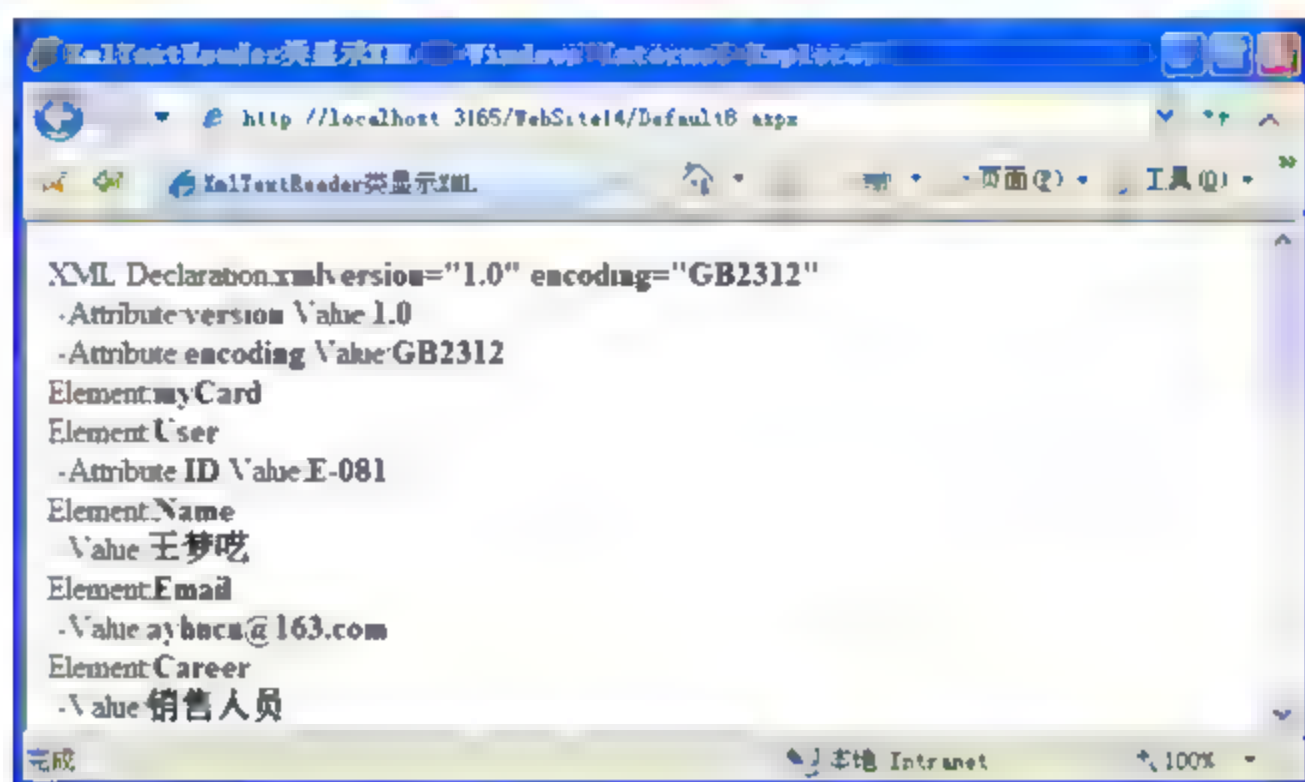 XmlTextReader类显示XML - Windows Internet Explorer
http //localhost 3165/WebSite14/Default8 aspx
XmlTextReader类显示XML
页面(P)
工具(O)
XML Declaration:xmlversion="1.0" encoding="GB2312"
-Attribute:version Value:1.0
-Attribute:encoding Value:GB2312
Element:myCard
Element:User
-Attribute:ID Value:E-081
Element:Name
-Value:王梦呓
Element:Email
-Value:ayhncn@163.com
Element:Career
-Value:销售人员
完成
本地 Intranet
100%